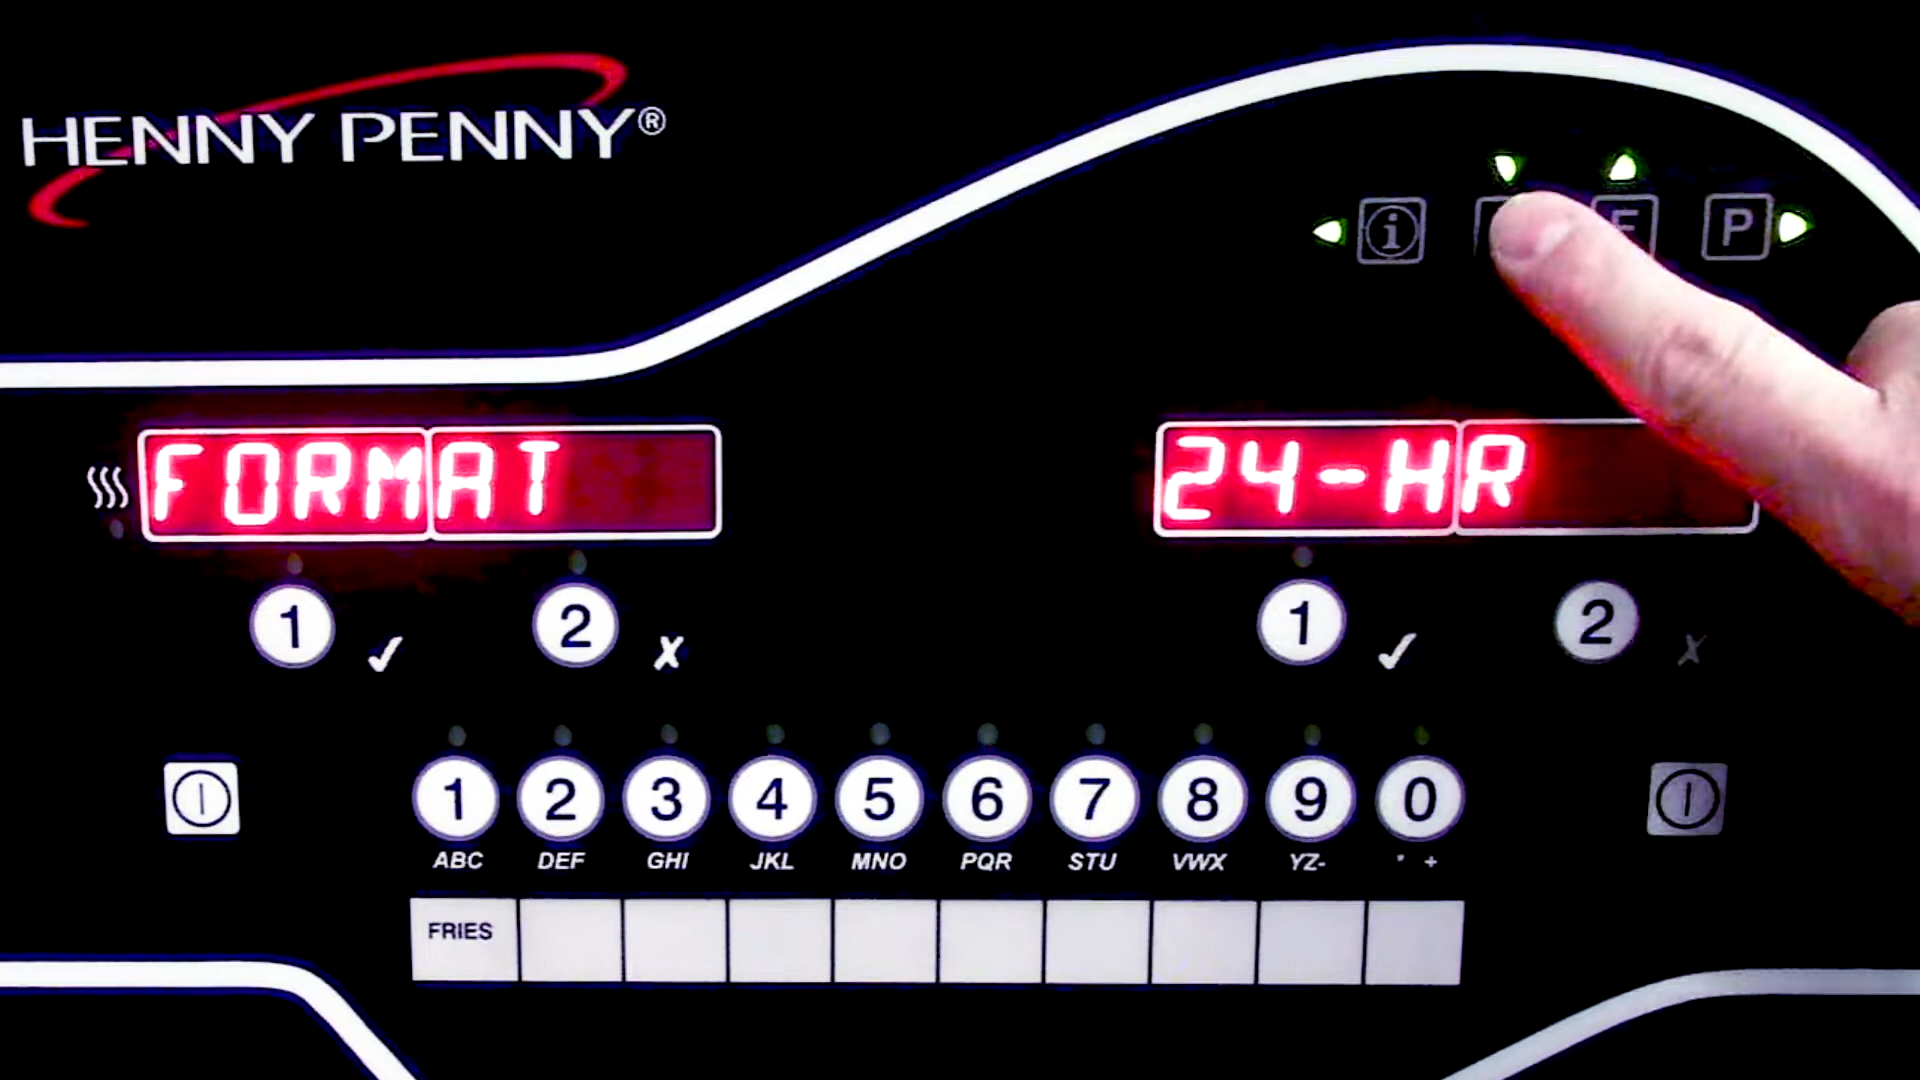 HENNY PENNY®
i F P
FORMAT 24-HR
1 ✓ 2 ✗ 1 ✓ 2 ✗
1 2 3 4 5 6 7 8 9 0
ABC DEF GHI JKL MNO PQR STU VWX YZ- * +
FRIES